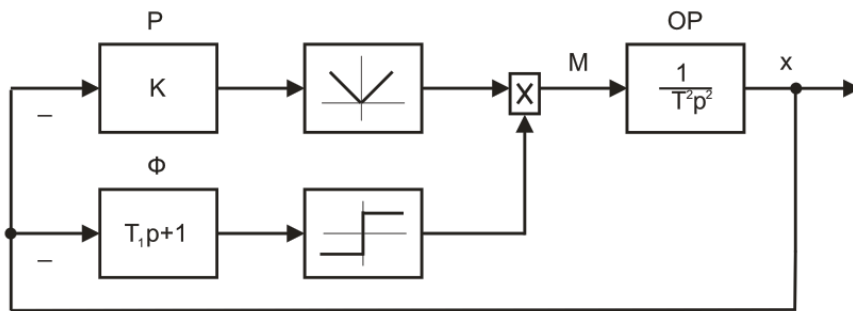 P
OP
K
X
M
1
T²p²
x
–
Ф
T₁p+1
–